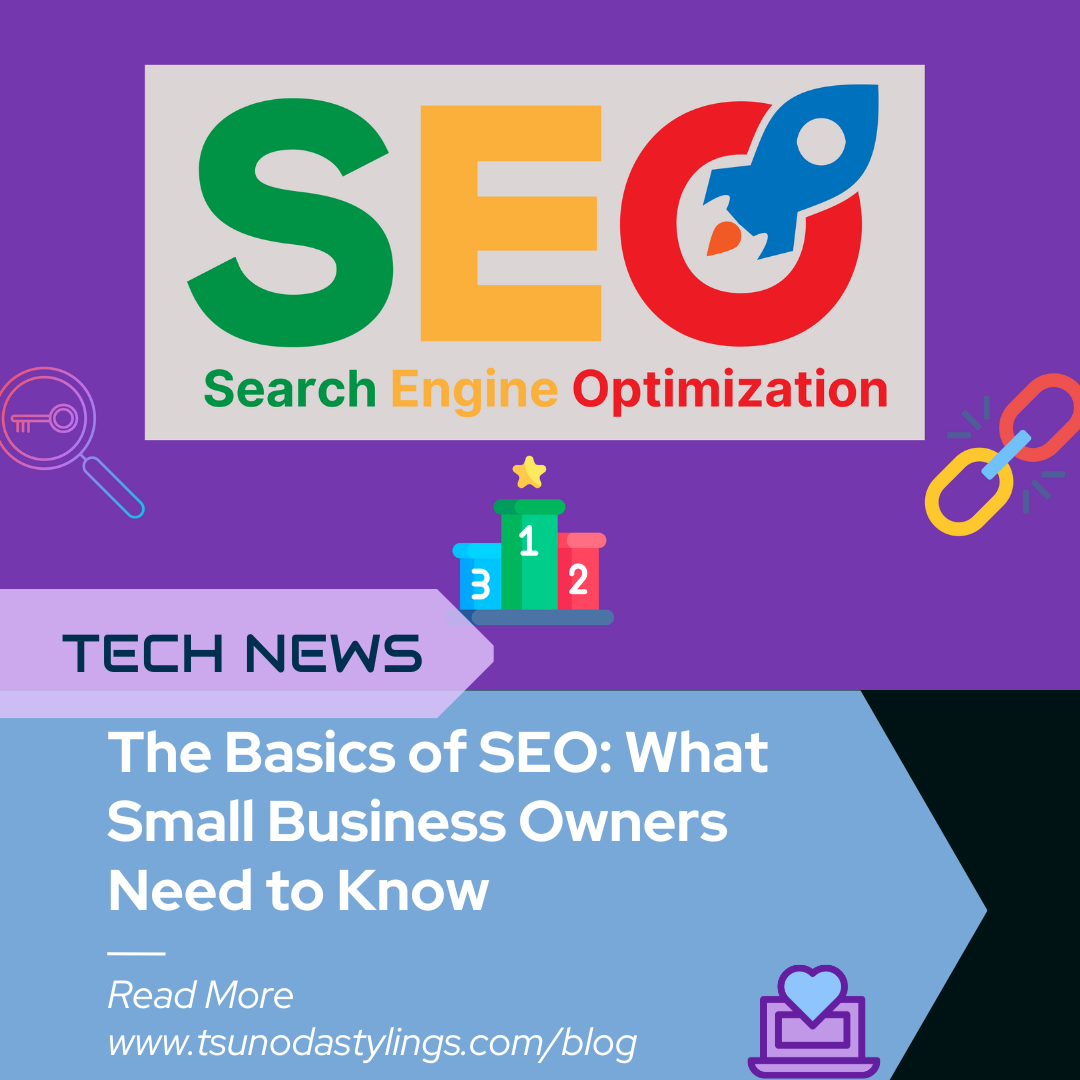 SEO
Search Engine Optimization
1
3
2
TECH NEWS
The Basics of SEO: What
Small Business Owners
Need to Know
Read More
www.tsunodastylings.com/blog